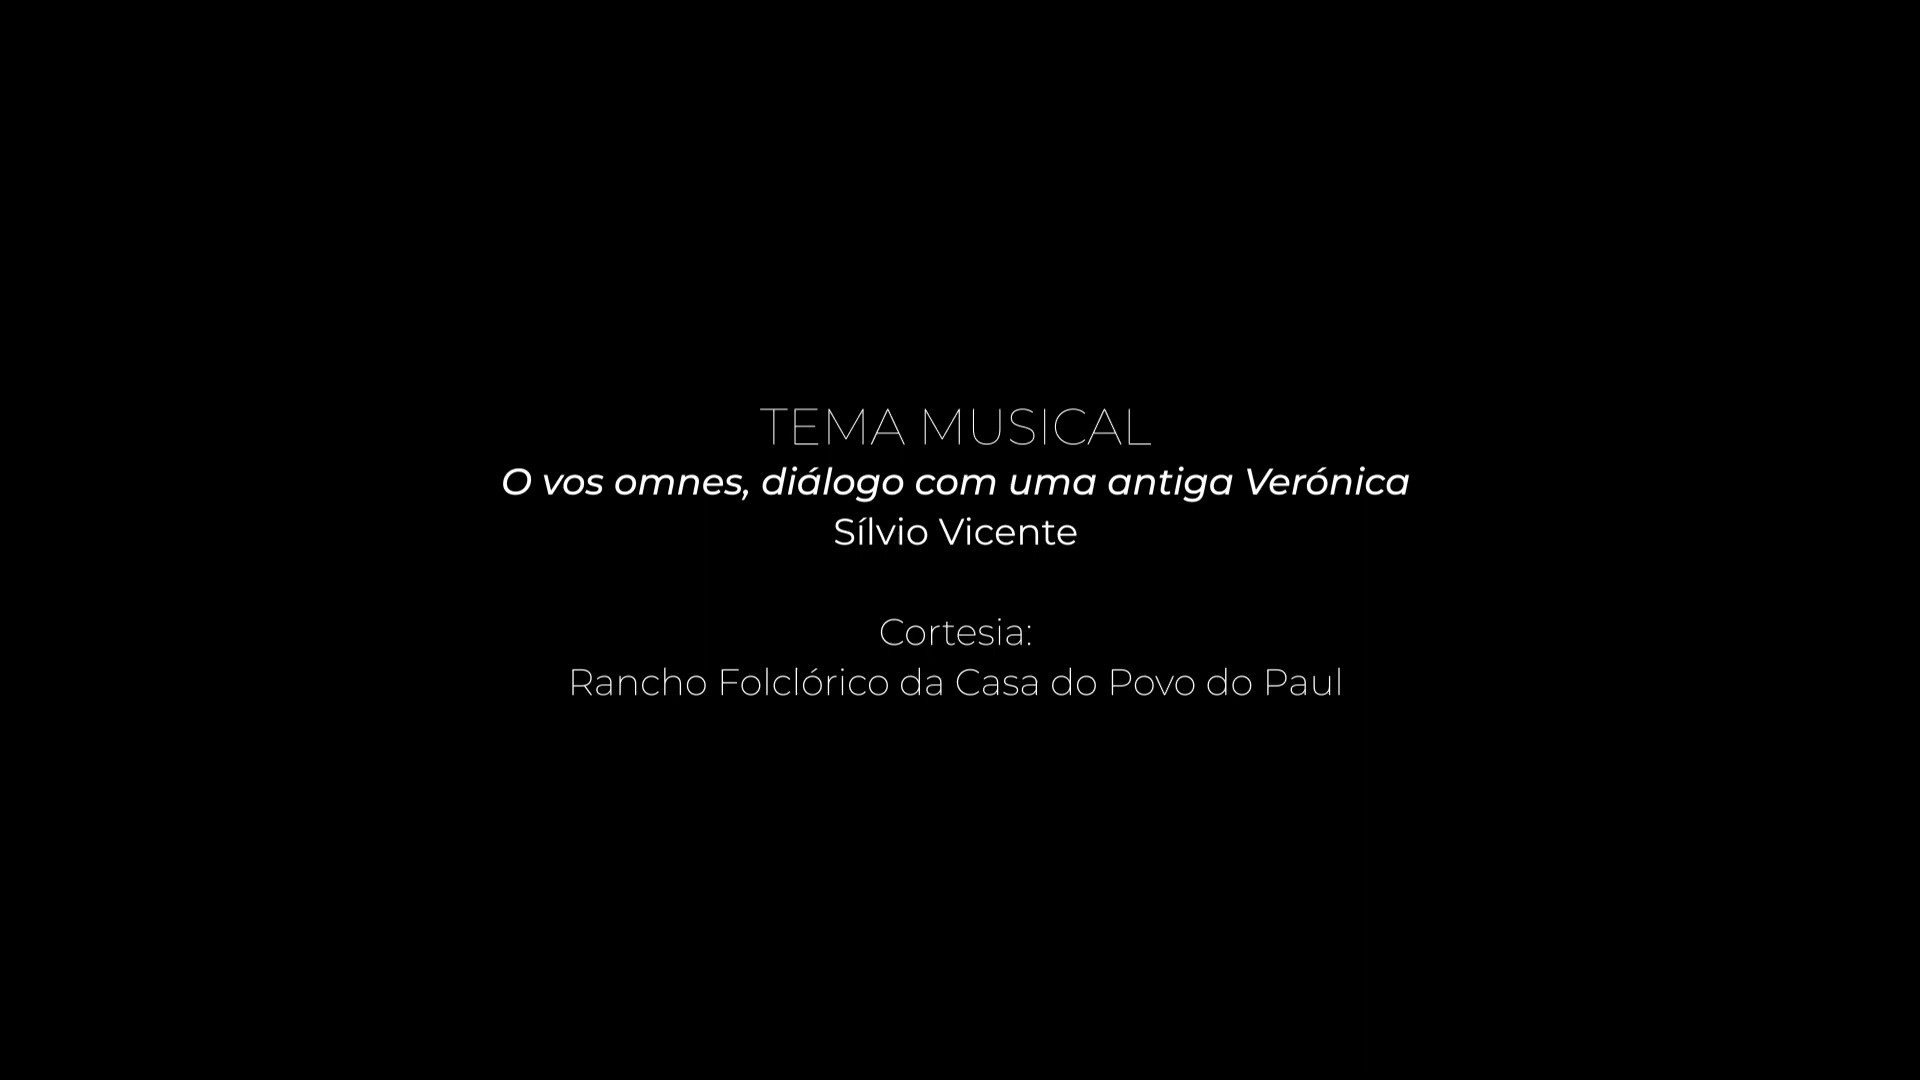 TEMA MUSICAL
O vos omnes, diálogo com uma antiga Verónica
Sílvio Vicente
Cortesia:
Rancho Folclórico da Casa do Povo do Paul